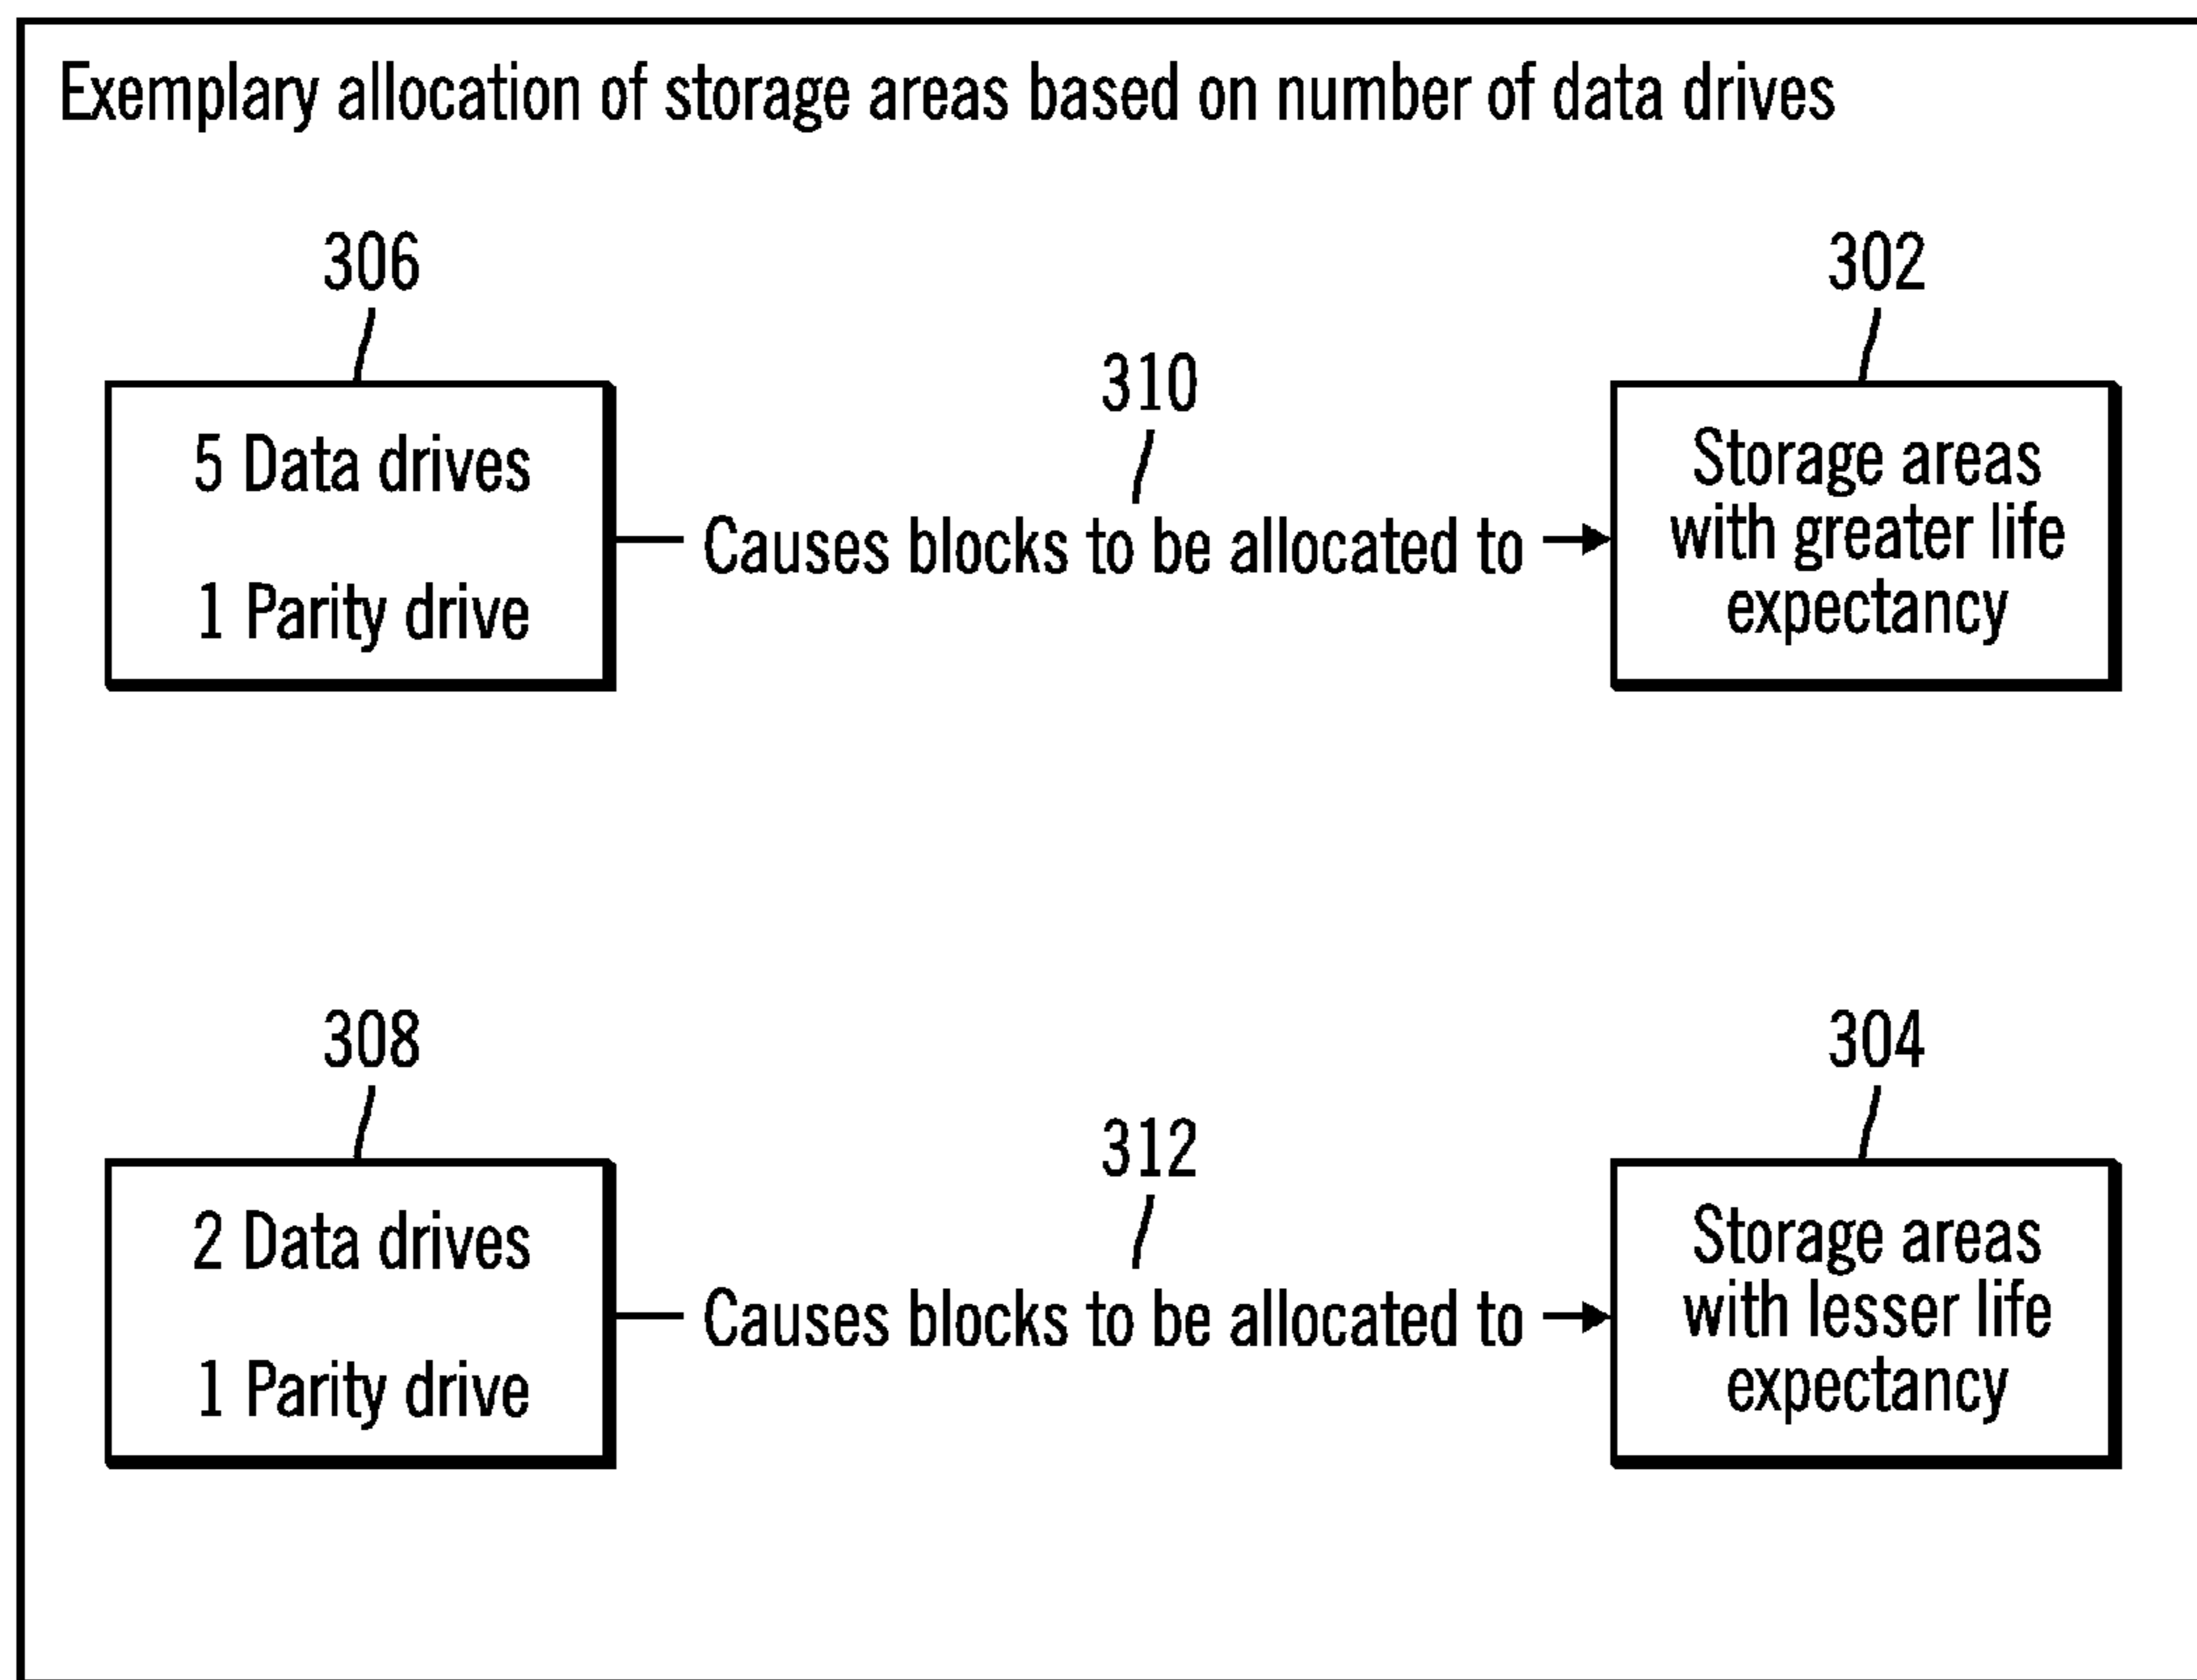 Exemplary allocation of storage areas based on number of data drives
306
302
310
5 Data drives
1 Parity drive
Causes blocks to be allocated to
Storage areas
with greater life
expectancy
308
304
312
2 Data drives
1 Parity drive
Causes blocks to be allocated to
Storage areas
with lesser life
expectancy